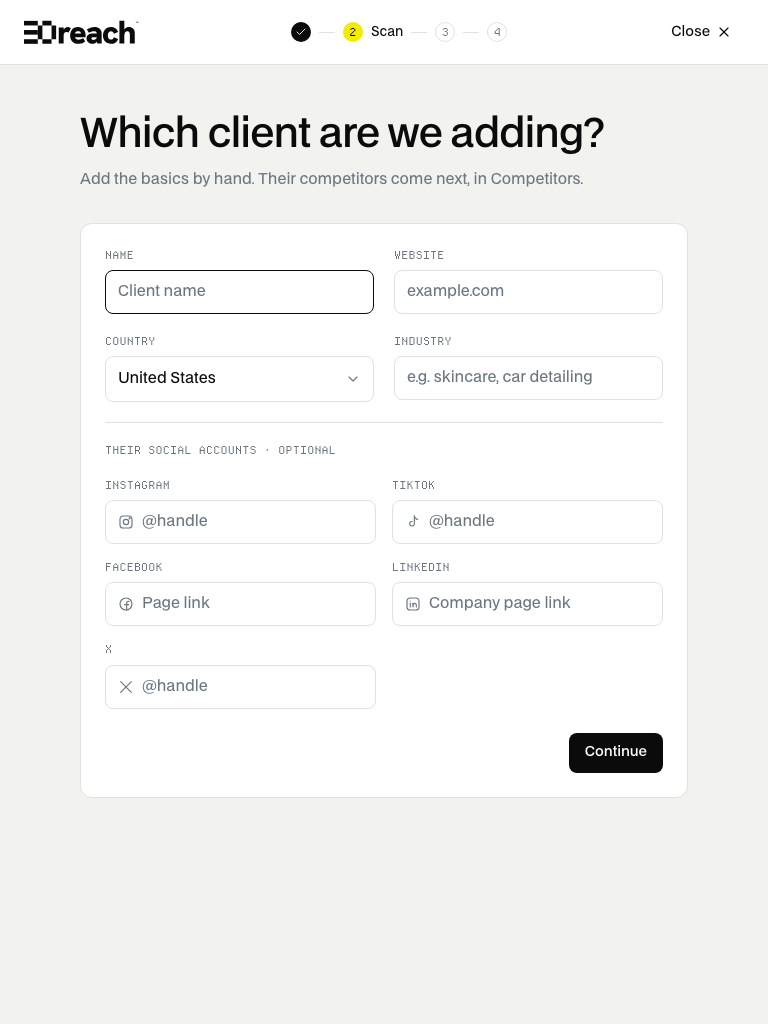 reach
2 Scan 3 4
Close
Which client are we adding?
Add the basics by hand. Their competitors come next, in Competitors.
NAME
WEBSITE
Client name
example.com
COUNTRY
INDUSTRY
United States
e.g. skincare, car detailing
THEIR SOCIAL ACCOUNTS · OPTIONAL
INSTAGRAM
TIKTOK
@handle
@handle
FACEBOOK
LINKEDIN
Page link
Company page link
X
@handle
Continue